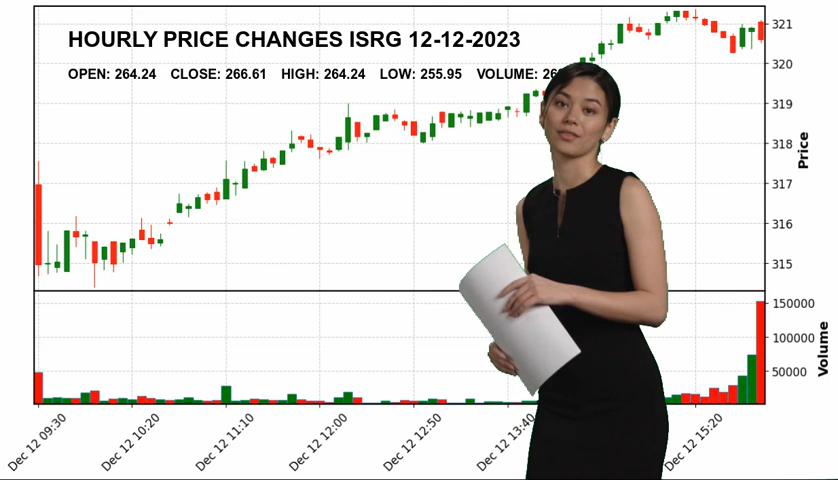 HOURLY PRICE CHANGES ISRG 12-12-2023
OPEN: 264.24 CLOSE: 266.61 HIGH: 264.24 LOW: 255.95 VOLUME:
321
320
319
318
317
316
315
Price
150000
100000
50000
Volume
Dec 12 09:30
Dec 12 10:20
Dec 12 11:10
Dec 12 12:00
Dec 12 12:50
Dec 12 13:40
Dec 12 15:20